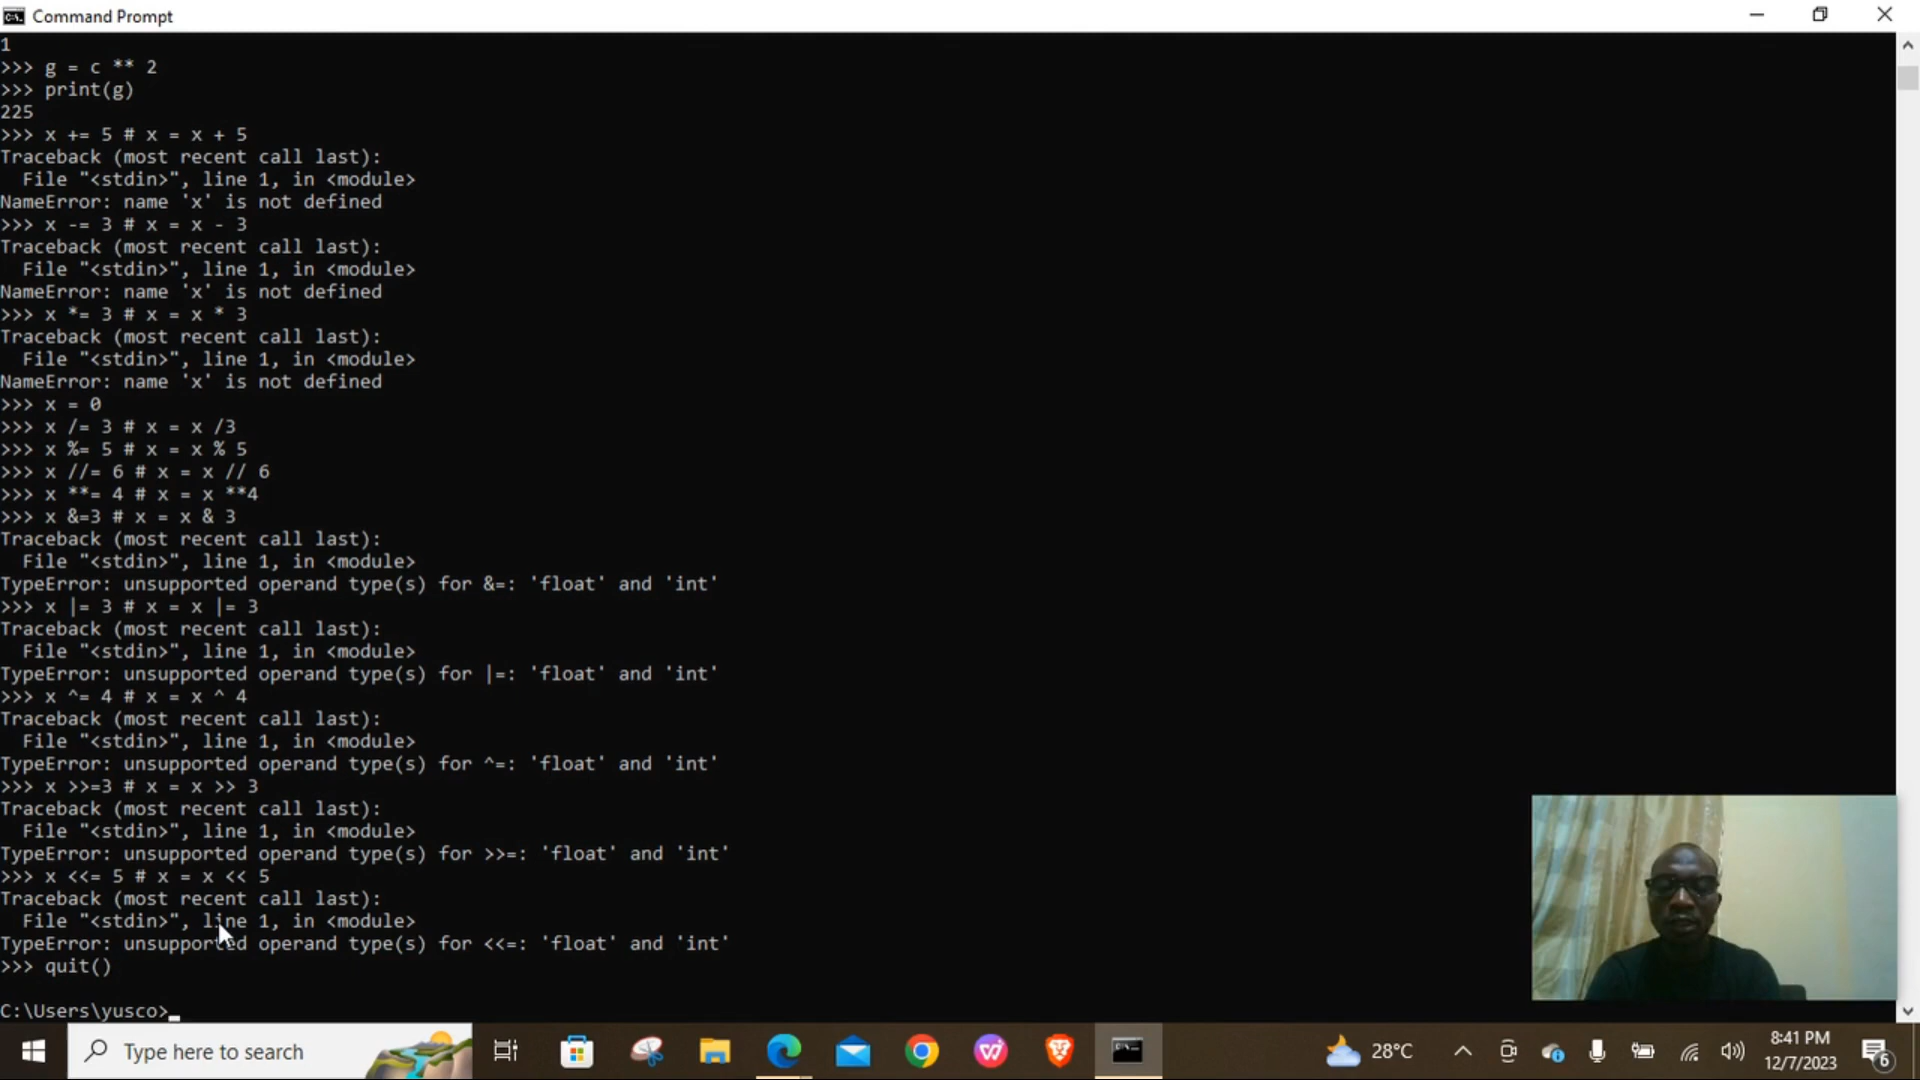 Command Prompt
1
>>> g = c ** 2
>>> print(g)
225
>>> x += 5 # x = x + 5
Traceback (most recent call last):
  File "<stdin>", line 1, in <module>
NameError: name 'x' is not defined
>>> x -= 3 # x = x - 3
Traceback (most recent call last):
  File "<stdin>", line 1, in <module>
NameError: name 'x' is not defined
>>> x *= 3 # x = x * 3
Traceback (most recent call last):
  File "<stdin>", line 1, in <module>
NameError: name 'x' is not defined
>>> x = 0
>>> x /= 3 # x = x /3
>>> x %= 5 # x = x % 5
>>> x //= 6 # x = x // 6
>>> x **= 4 # x = x **4
>>> x &=3 # x = x & 3
Traceback (most recent call last):
  File "<stdin>", line 1, in <module>
TypeError: unsupported operand type(s) for &=: 'float' and 'int'
>>> x |= 3 # x = x |= 3
Traceback (most recent call last):
  File "<stdin>", line 1, in <module>
TypeError: unsupported operand type(s) for |=: 'float' and 'int'
>>> x ^= 4 # x = x ^ 4
Traceback (most recent call last):
  File "<stdin>", line 1, in <module>
TypeError: unsupported operand type(s) for ^=: 'float' and 'int'
>>> x >>=3 # x = x >> 3
Traceback (most recent call last):
  File "<stdin>", line 1, in <module>
TypeError: unsupported operand type(s) for >>=: 'float' and 'int'
>>> x <<= 5 # x = x << 5
Traceback (most recent call last):
  File "<stdin>", line 1, in <module>
TypeError: unsupported operand type(s) for <<=: 'float' and 'int'
>>> quit()
C:\Users\yusco>
Type here to search
28°C
8:41 PM
12/7/2023
6